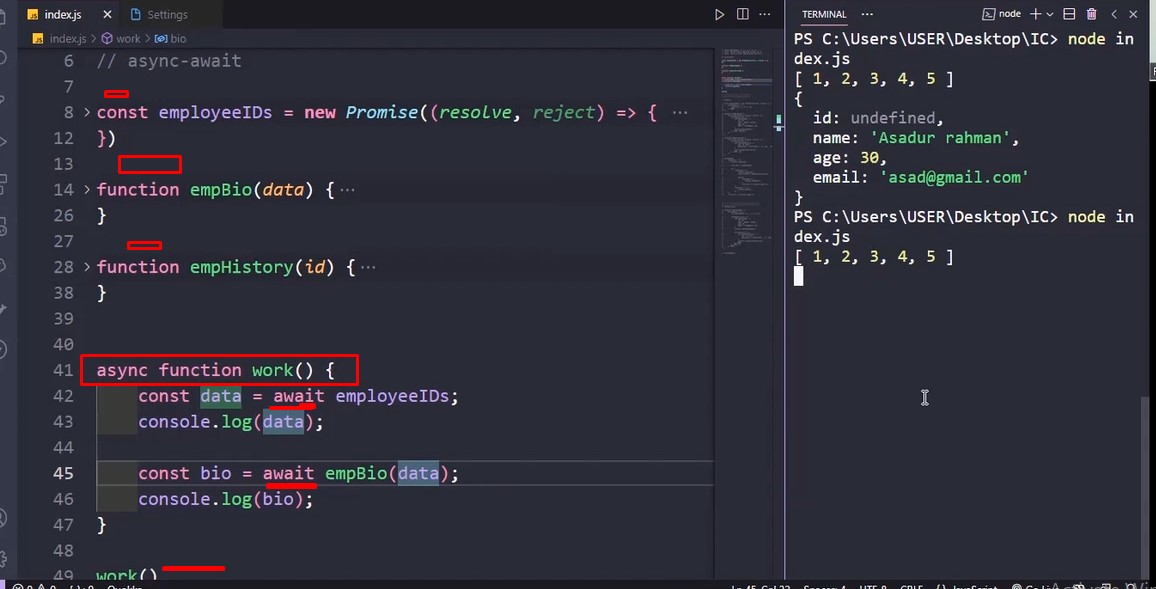 index.js
Settings
index.js > work > bio
6 // async-await
7
8 const employeeIDs = new Promise((resolve, reject) => { ...
12 })
13
14 function empBio(data) { ...
26 }
27
28 function empHistory(id) { ...
38 }
39
40
41 async function work() {
42 const data = await employeeIDs;
43 console.log(data);
44
45 const bio = await empBio(data);
46 console.log(bio);
47 }
48
49 work()
TERMINAL ... node
PS C:\Users\USER\Desktop\IC> node in
dex.js
[ 1, 2, 3, 4, 5 ]
{
id: undefined,
name: 'Asadur rahman',
age: 30,
email: 'asad@gmail.com'
}
PS C:\Users\USER\Desktop\IC> node in
dex.js
[ 1, 2, 3, 4, 5 ]